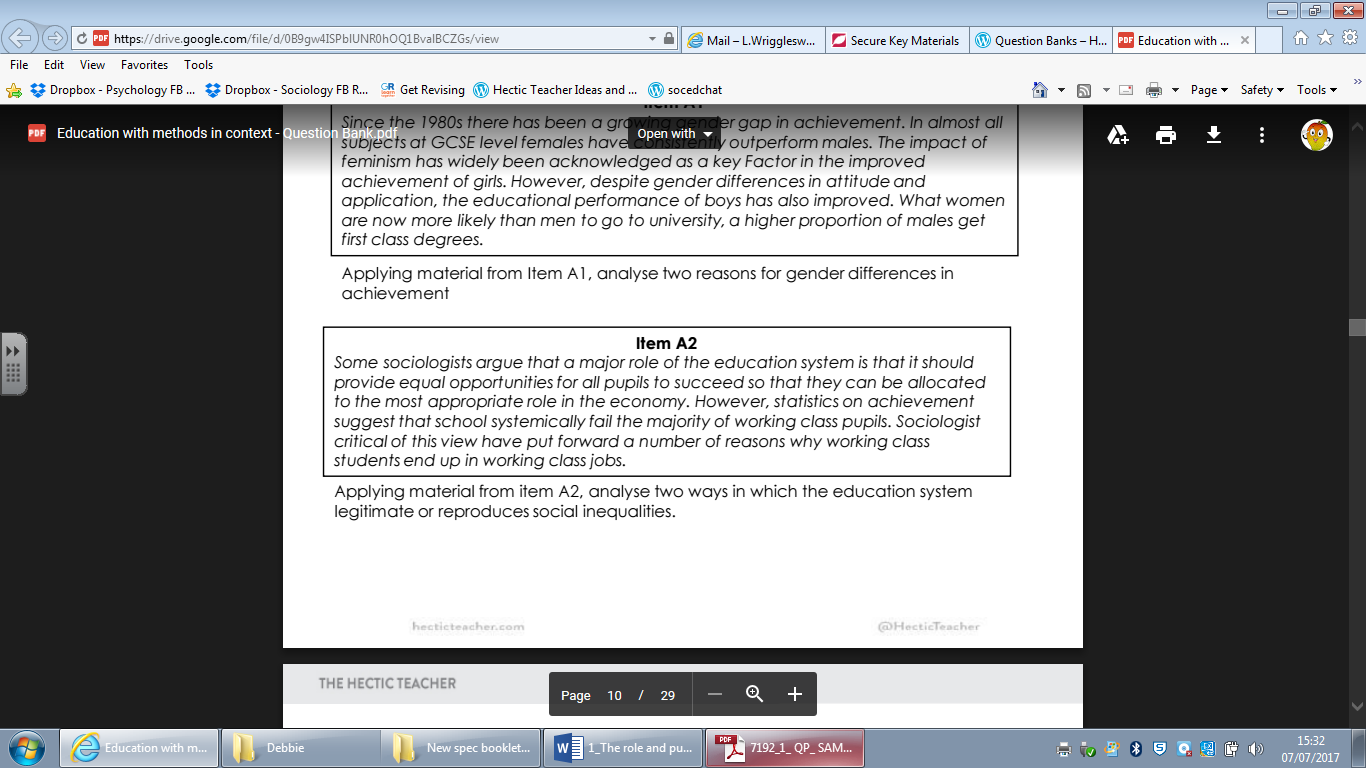 https://drive.google.com/file/d/0B9gw4ISPbIUNR0hOQ1BvalBCZGs/view
Mail – L.Wrigglesw...
Secure Key Materials
Question Banks – H...
Education with ...
File Edit View Favorites Tools
Dropbox - Psychology FB ...
Dropbox - Sociology FB R...
Get Revising
Hectic Teacher Ideas and ...
socedchat
Page
Safety
Tools
Item A1
PDF Education with methods in context - Question Bank.pdf
Open with
Since the 1980s there has been a growing gender gap in achievement. In almost all
subjects at GCSE level females have consistently outperform males. The impact of
feminism has widely been acknowledged as a key Factor in the improved
achievement of girls. However, despite gender differences in attitude and
application, the educational performance of boys has also improved. What women
are now more likely than men to go to university, a higher proportion of males get
first class degrees.
Applying material from Item A1, analyse two reasons for gender differences in
achievement
Item A2
Some sociologists argue that a major role of the education system is that it should
provide equal opportunities for all pupils to succeed so that they can be allocated
to the most appropriate role in the economy. However, statistics on achievement
suggest that school systemically fail the majority of working class pupils. Sociologist
critical of this view have put forward a number of reasons why working class
students end up in working class jobs.
Applying material from item A2, analyse two ways in which the education system
legitimate or reproduces social inequalities.
hecticteacher.com
@HecticTeacher
THE HECTIC TEACHER
Page 10 / 29
Education with m...
Debbie
New spec booklet...
1_The role and pu...
7192_1_ QP_ SAM...
15:32
07/07/2017